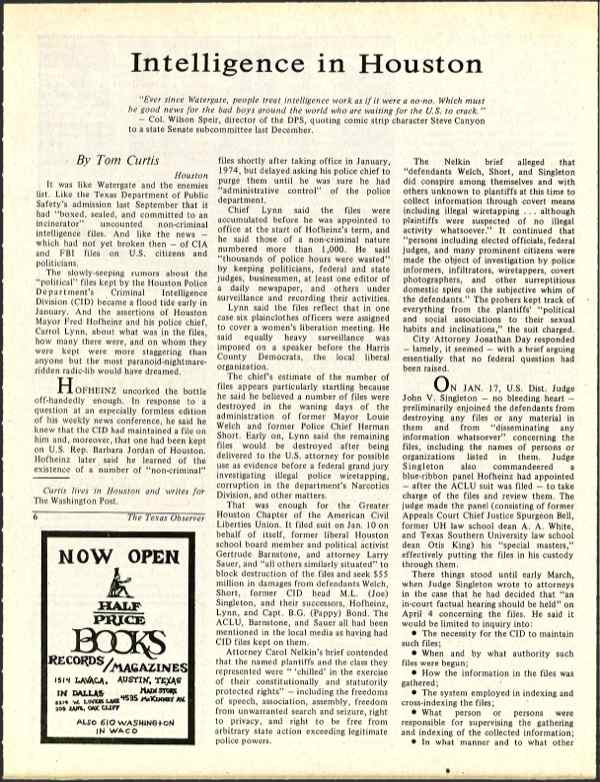 Intelligence in Houston
"Ever since Watergate, people treat intelligence work as if it were a no-no. Which must
be good news for the bad boys around the world who are waiting for the U.S. to crack."
— Col. Wilson Speir, director of the DPS, quoting comic strip character Steve Canyon
to a state Senate subcommittee last December.
By Tom Curtis
Houston
It was like Watergate and the enemies
list. Like the Texas Department of Public
Safety's admission last September that it
had "boxed, sealed, and committed to an
incinerator" uncounted non-criminal
intelligence files. And like the news —
which had not yet broken — of CIA
and FBI files on U.S. citizens and
politicians.
The slowly-seeping rumors about the
"political" files kept by the Houston Police
Department's Criminal Intelligence
Division (CID) became a flood tide early in
January. And the assertions of Houston
Mayor Fred Hofheinz and his police chief,
Carrol Lynn, about what was in the files,
how many there were, and on whom they
were kept were more staggering than
anyone but the most paranoid-nightmare-
ridden radic-lib would have dreamed.
HOFHEINZ uncorked the bottle
off-handedly enough. In response to a
question at an especially formless edition
of his weekly news conference, he said he
knew that the CID had maintained a file on
him and, moreover, that one had been kept
on U.S. Rep. Barbara Jordan of Houston.
Hofheinz later said he learned of the
existence of a number of "non-criminal"
Curtis lives in Houston and writes for
The Washington Post.
6 The Texas Observer
NOW OPEN
HALF
PRICE
BOOKS
RECORDS/MAGAZINES
1514 LAVACA, AUSTIN, TEXAS
IN DALLAS
MAIN STORE
4535 McKINNEY AV.
ALSO 610 WASHINGTON
IN WACO
files shortly after taking office in January,
1974, but delayed asking his police chief to
purge them until he was sure he had
"administrative control" of the police
department.
Chief Lynn said the files were
accumulated before he was appointed to
office at the start of Hofheinz's term, and
he said those of a non-criminal nature
numbered more than 1,000. He said
"thousands of police hours were wasted"
by keeping politicians, federal and state
judges, businessmen, at least one editor of
a daily newspaper, and others under
surveillance and recording their activities.
Lynn said the files reflect that in one
case six plainclothes officers were assigned
to cover a women's liberation meeting. He
said equally heavy surveillance was
imposed on a speaker before the Harris
County Democrats, the local liberal
organization.
The chief's estimate of the number of
files appears particularly startling because
he said he believed a number of files were
destroyed in the waning days of the
administration of former Mayor Louie
Welch and former Police Chief Herman
Short. Early on, Lynn said the remaining
files would be destroyed after being
delivered to the U.S. attorney for possible
use as evidence before a federal grand jury
investigating illegal police wiretapping,
corruption in the department's Narcotics
Division, and other matters.
That was enough for the Greater
Houston Chapter of the American Civil
Liberties Union. It filed suit on Jan. 10 on
behalf of itself, former liberal Houston
school board member and political activist
Gertrude Barnstone, and attorney Larry
Sauer, and "all others similarly situated" to
block destruction of the files and seek $55
million in damages from defendants Welch,
Short, former CID head M.L. (Joe)
Singleton, and their successors, Hofheinz,
Lynn, and Capt. B.G. (Pappy) Bond. The
ACLU, Barnstone, and Sauer all had been
mentioned in the local media as having had
CID files kept on them.
Attorney Carol Nelkin's brief contended
that the named plaintiffs and the class they
represented were " 'chilled' in the exercise
of their constitutionally and statutorily
protected rights" — including the freedoms
of speech, association, assembly, freedom
from unwarranted search and seizure, right
to privacy, and right to be free from
arbitrary state action exceeding legitimate
police powers.
The Nelkin brief alleged that
"defendants Welch, Short, and Singleton
did conspire among themselves and with
others unknown to plaintiffs at this time to
collect information through covert means
including illegal wiretapping . . . although
plaintiffs were suspected of no illegal
activity whatsoever." It continued that
"persons including elected officials, federal
judges, and many prominent citizens were
made the object of investigation by police
informers, infiltrators, wiretappers, covert
photographers, and other surreptitious
domestic spies on the subjective whim of
the defendants." The probers kept track of
everything from the plaintiffs' "political
and social associations to their sexual
habits and inclinations," the suit charged.
City Attorney Jonathan Day responded
— lamely, it seemed — with a brief arguing
essentially that no federal question had
been raised.
ON JAN. 17, U.S. Dist. Judge
John V. Singleton — no bleeding heart —
preliminarily enjoined the defendants from
destroying any files or any material in
them and from "disseminating any
information whatsoever" concerning the
files, including the names of persons or
organizations listed in them. Judge
Singleton also commandeered a
blue-ribbon panel Hofheinz had appointed
— after the ACLU suit was filed — to take
charge of the files and review them. The
judge made the panel (consisting of former
Appeals Court Chief Justice Spurgeon Bell,
former UH law school dean A. A. White,
and Texas Southern University law school
dean Otis King) his "special masters,"
effectively putting the files in his custody
through them.
There things stood until early March,
when Judge Singleton wrote to attorneys
in the case that he had decided that "an
in-court factual hearing should be held" on
April 4 concerning the files. He said it
would be limited to inquiry into:
● The necessity for the CID to maintain
such files;
● When and by what authority such
files were begun;
● How the information in the files was
gathered;
● The system employed in indexing and
cross-indexing the files;
● What person or persons were
responsible for supervising the gathering
and indexing of the collected information;
● In what manner and to what other